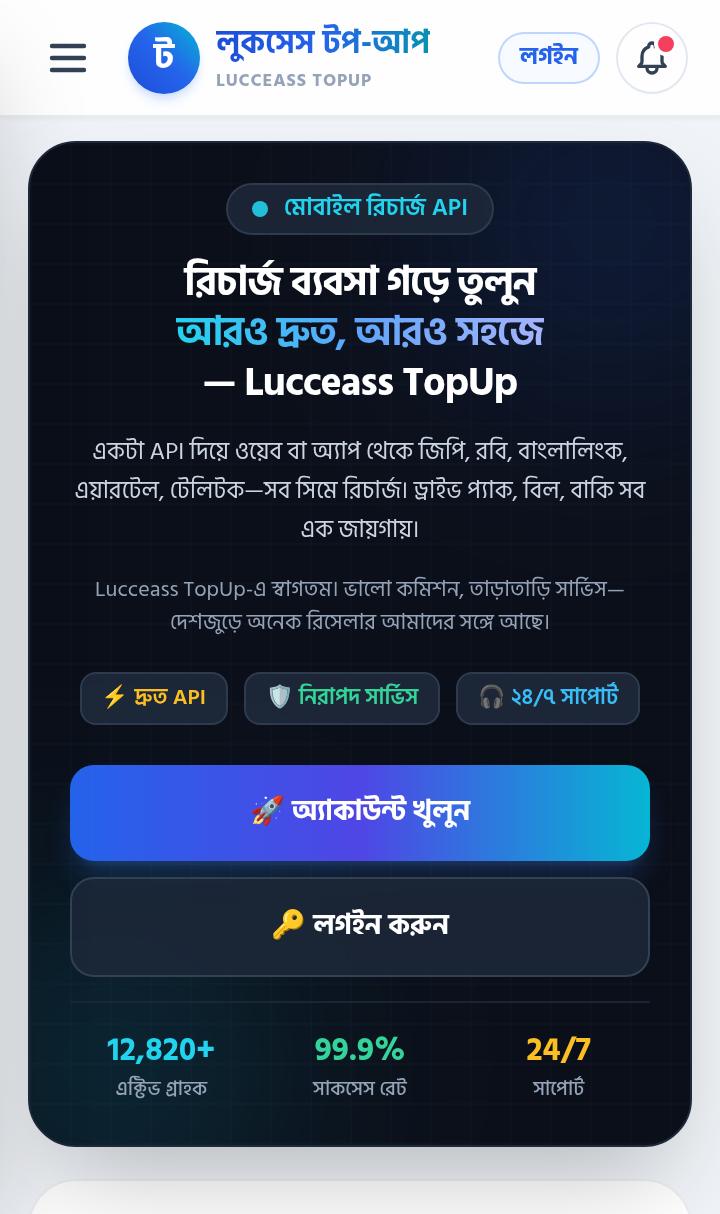 ট
লুকসেস টপ-আপ
LUCCEASS TOPUP
লগইন
মোবাইল রিচার্জ API
রিচার্জ ব্যবসা গড়ে তুলুন
আরও দ্রুত, আরও সহজে
— Lucceass TopUp
একটা API দিয়ে ওয়েব বা অ্যাপ থেকে জিপি, রবি, বাংলালিংক,
এয়ারটেল, টেলিটক—সব সিমে রিচার্জ। ড্রাইভ প্যাক, বিল, বাকি সব
এক জায়গায়।
Lucceass TopUp-এ স্বাগতম। ভালো কমিশন, তাড়াতাড়ি সার্ভিস—
দেশজুড়ে অনেক রিসেলার আমাদের সঙ্গে আছে।
⚡ দ্রুত API
🛡️ নিরাপদ সার্ভিস
🎧 ২৪/৭ সাপোর্ট
🚀 অ্যাকাউন্ট খুলুন
🔑 লগইন করুন
12,820+
এক্টিভ গ্রাহক
99.9%
সাকসেস রেট
24/7
সাপোর্ট